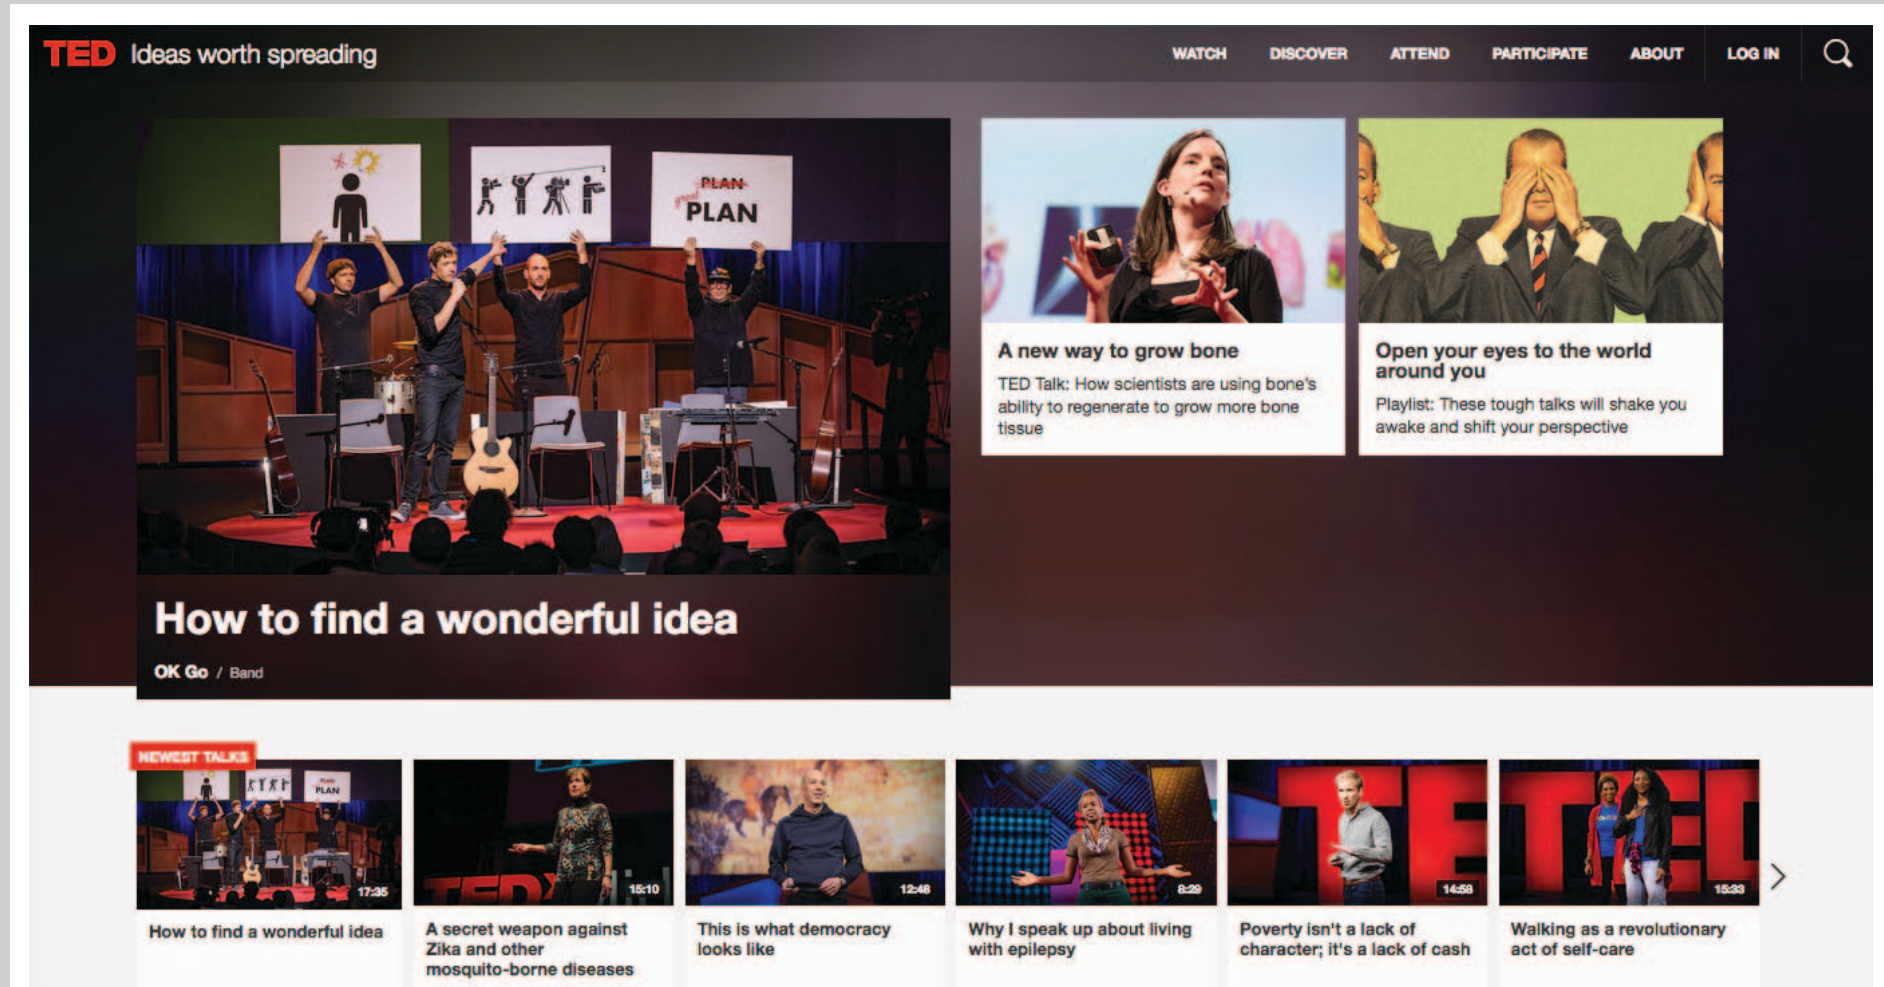 TED Ideas worth spreading
WATCH DISCOVER ATTEND PARTICIPATE ABOUT LOG IN
PLAN
great
PLAN
How to find a wonderful idea
OK Go / Band
A new way to grow bone
TED Talk: How scientists are using bone's
ability to regenerate to grow more bone
tissue
Open your eyes to the world
around you
Playlist: These tough talks will shake you
awake and shift your perspective
NEWEST TALKS
PLAN
17:35
How to find a wonderful idea
TEDX
15:10
A secret weapon against
Zika and other
mosquito-borne diseases
12:48
This is what democracy
looks like
8:29
Why I speak up about living
with epilepsy
TE
14:58
Poverty isn't a lack of
character; it's a lack of cash
TED
15:33
Walking as a revolutionary
act of self-care